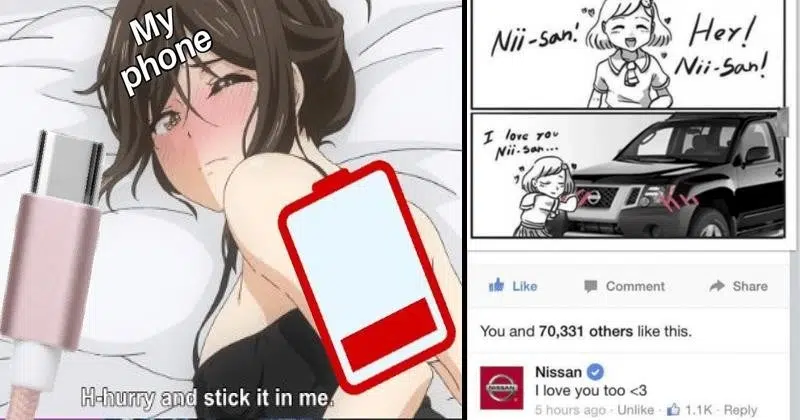 My
phone
H-hurry and stick it in me.
Nii-san!
Hey!
Nii-San!
I love you
Nii-san...
Like Comment Share
You and 70,331 others like this.
Nissan
NISSAN
I love you too <3
5 hours ago · Unlike · 1.1K · Reply